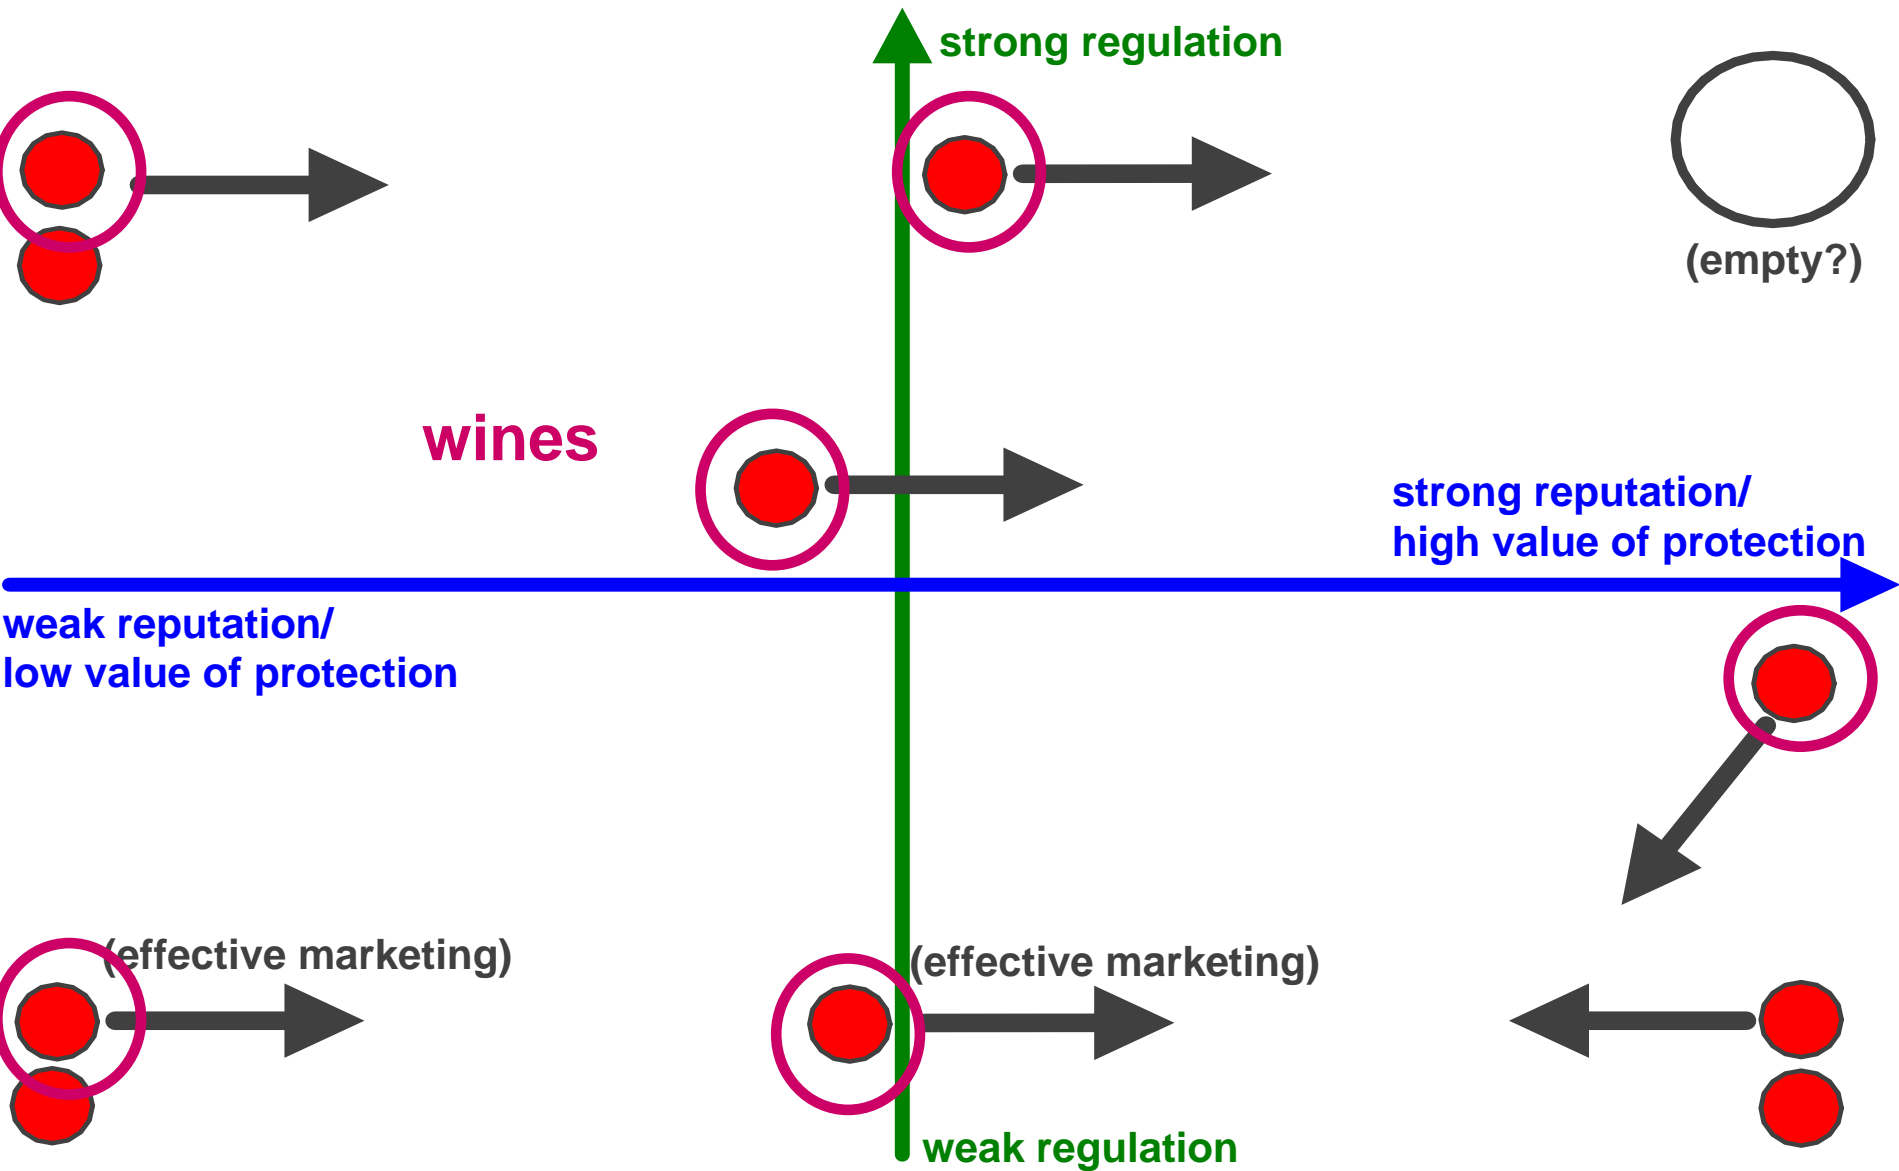 strong regulation
(empty?)
wines
strong reputation/
high value of protection
weak reputation/
low value of protection
(effective marketing)
(effective marketing)
weak regulation